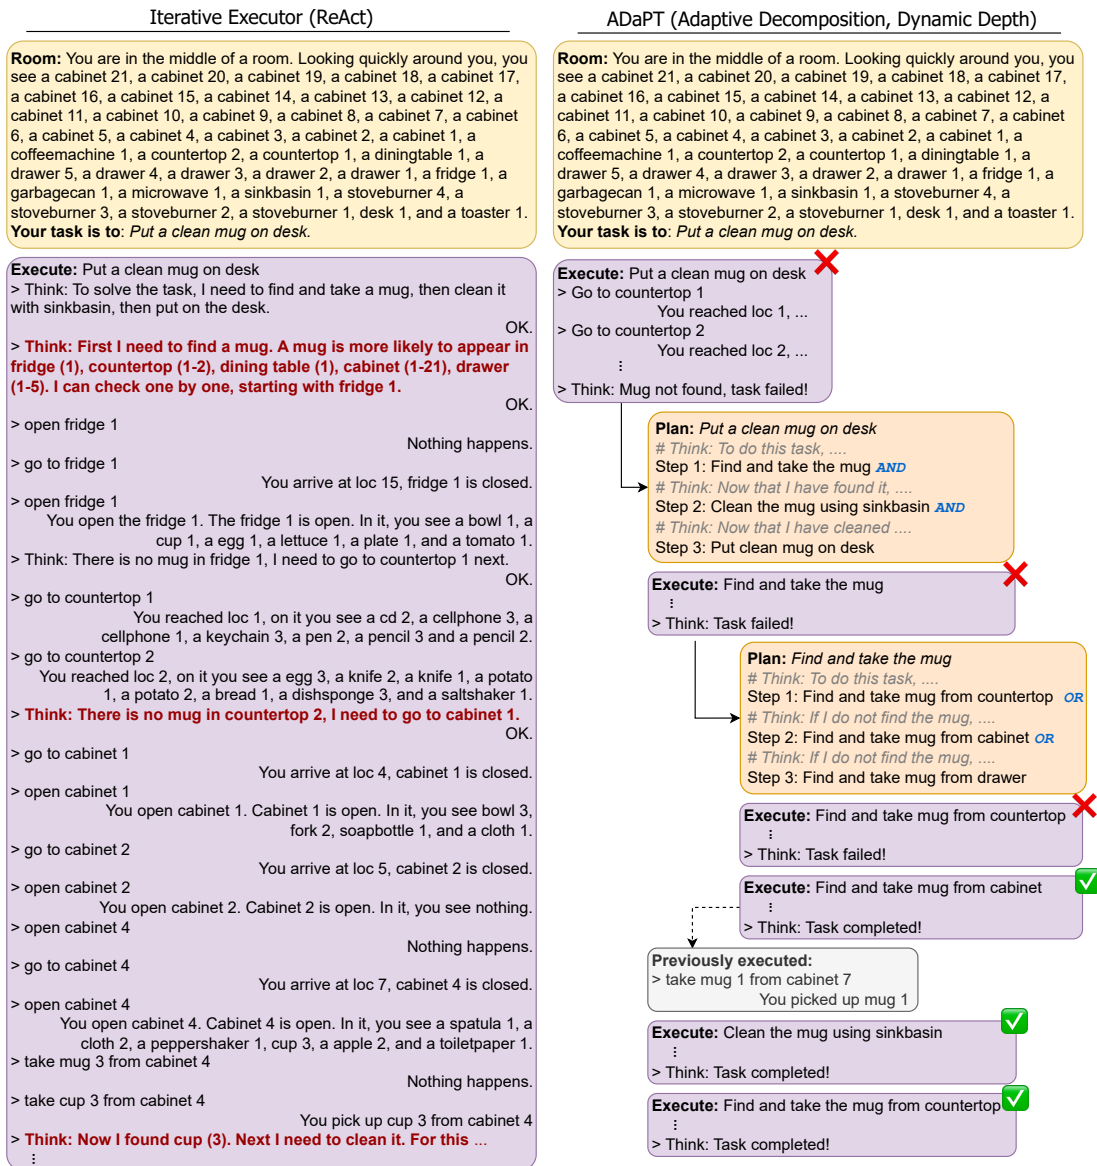 Iterative Executor (ReAct)
Room: You are in the middle of a room. Looking quickly around you, you
see a cabinet 21, a cabinet 20, a cabinet 19, a cabinet 18, a cabinet 17,
a cabinet 16, a cabinet 15, a cabinet 14, a cabinet 13, a cabinet 12, a
cabinet 11, a cabinet 10, a cabinet 9, a cabinet 8, a cabinet 7, a cabinet
6, a cabinet 5, a cabinet 4, a cabinet 3, a cabinet 2, a cabinet 1, a
coffeemachine 1, a countertop 2, a countertop 1, a diningtable 1, a
drawer 5, a drawer 4, a drawer 3, a drawer 2, a drawer 1, a fridge 1, a
garbagecan 1, a microwave 1, a sinkbasin 1, a stoveburner 4, a
stoveburner 3, a stoveburner 2, a stoveburner 1, desk 1, and a toaster 1.
Your task is to: Put a clean mug on desk.
Execute: Put a clean mug on desk
> Think: To solve the task, I need to find and take a mug, then clean it
with sinkbasin, then put on the desk.
OK.
> Think: First I need to find a mug. A mug is more likely to appear in
fridge (1), countertop (1-2), dining table (1), cabinet (1-21), drawer
(1-5). I can check one by one, starting with fridge 1.
OK.
> open fridge 1
Nothing happens.
> go to fridge 1
You arrive at loc 15, fridge 1 is closed.
> open fridge 1
You open the fridge 1. The fridge 1 is open. In it, you see a bowl 1, a
cup 1, a egg 1, a lettuce 1, a plate 1, and a tomato 1.
> Think: There is no mug in fridge 1, I need to go to countertop 1 next.
OK.
> go to countertop 1
You reached loc 1, on it you see a cd 2, a cellphone 3, a
cellphone 1, a keychain 3, a pen 2, a pencil 3 and a pencil 2.
> go to countertop 2
You reached loc 2, on it you see a egg 3, a knife 2, a knife 1, a potato
1, a potato 2, a bread 1, a dishsponge 3, and a saltshaker 1.
> Think: There is no mug in countertop 2, I need to go to cabinet 1.
OK.
> go to cabinet 1
You arrive at loc 4, cabinet 1 is closed.
> open cabinet 1
You open cabinet 1. Cabinet 1 is open. In it, you see bowl 3,
fork 2, soapbottle 1, and a cloth 1.
> go to cabinet 2
You arrive at loc 5, cabinet 2 is closed.
> open cabinet 2
You open cabinet 2. Cabinet 2 is open. In it, you see nothing.
> open cabinet 4
Nothing happens.
> go to cabinet 4
You arrive at loc 7, cabinet 4 is closed.
> open cabinet 4
You open cabinet 4. Cabinet 4 is open. In it, you see a spatula 1, a
cloth 2, a peppershaker 1, cup 3, a apple 2, and a toiletpaper 1.
> take mug 3 from cabinet 4
Nothing happens.
> take cup 3 from cabinet 4
You pick up cup 3 from cabinet 4
> Think: Now I found cup (3). Next I need to clean it. For this ...
⋮
ADaPT (Adaptive Decomposition, Dynamic Depth)
Room: You are in the middle of a room. Looking quickly around you, you
see a cabinet 21, a cabinet 20, a cabinet 19, a cabinet 18, a cabinet 17,
a cabinet 16, a cabinet 15, a cabinet 14, a cabinet 13, a cabinet 12, a
cabinet 11, a cabinet 10, a cabinet 9, a cabinet 8, a cabinet 7, a cabinet
6, a cabinet 5, a cabinet 4, a cabinet 3, a cabinet 2, a cabinet 1, a
coffeemachine 1, a countertop 2, a countertop 1, a diningtable 1, a
drawer 5, a drawer 4, a drawer 3, a drawer 2, a drawer 1, a fridge 1, a
garbagecan 1, a microwave 1, a sinkbasin 1, a stoveburner 4, a
stoveburner 3, a stoveburner 2, a stoveburner 1, desk 1, and a toaster 1.
Your task is to: Put a clean mug on desk.
Execute: Put a clean mug on desk
> Go to countertop 1
You reached loc 1, ...
> Go to countertop 2
You reached loc 2, ...
⋮
> Think: Mug not found, task failed!
Plan: Put a clean mug on desk
# Think: To do this task, ....
Step 1: Find and take the mug AND
# Think: Now that I have found it, ....
Step 2: Clean the mug using sinkbasin AND
# Think: Now that I have cleaned ....
Step 3: Put clean mug on desk
Execute: Find and take the mug
⋮
> Think: Task failed!
Plan: Find and take the mug
# Think: To do this task, ....
Step 1: Find and take mug from countertop OR
# Think: If I do not find the mug, ....
Step 2: Find and take mug from cabinet OR
# Think: If I do not find the mug, ....
Step 3: Find and take mug from drawer
Execute: Find and take mug from countertop
⋮
> Think: Task failed!
Execute: Find and take mug from cabinet
⋮
> Think: Task completed!
Previously executed:
> take mug 1 from cabinet 7
You picked up mug 1
Execute: Clean the mug using sinkbasin
⋮
> Think: Task completed!
Execute: Find and take the mug from countertop
⋮
> Think: Task completed!